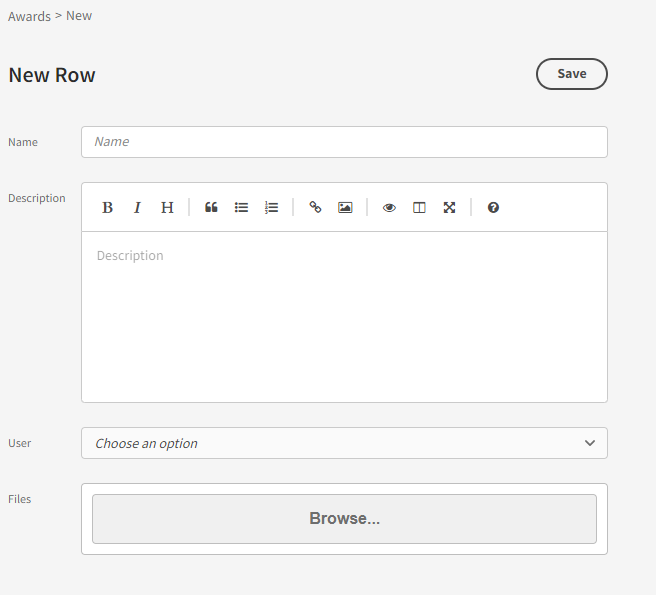 Awards > New
New Row
Save
Name
Name
Description
B I H
Description
User
Choose an option
Files
Browse...